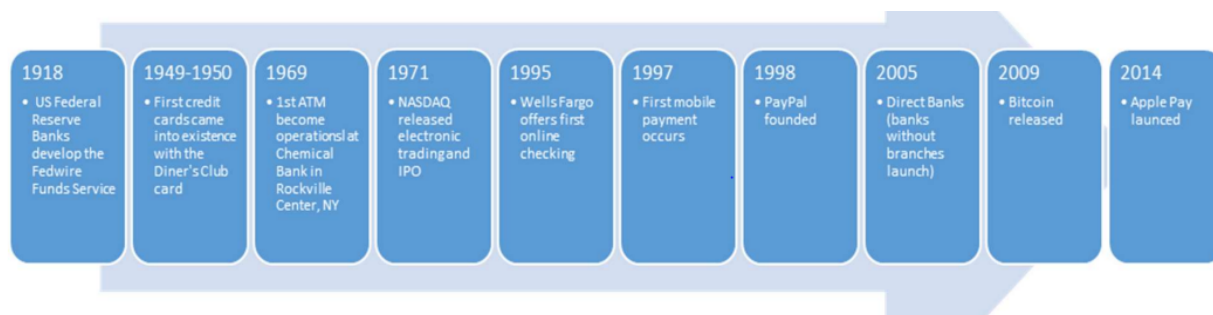 1918
• US Federal
Reserve
Banks
develop the
Fedwire
Funds Service
1949-1950
• First credit
cards came
into existence
with the
Diner's Club
card
1969
• 1st ATM
become
operationsl at
Chemical
Bank in
Rockville
Center, NY
1971
• NASDAQ
released
electronic
trading and
IPO
1995
• Wells Fargo
offers first
online
checking
1997
• First mobile
payment
occurs
1998
• PayPal
founded
2005
• Direct Banks
(banks
without
branches
launch)
2009
• Bitcoin
released
2014
• Apple Pay
launced